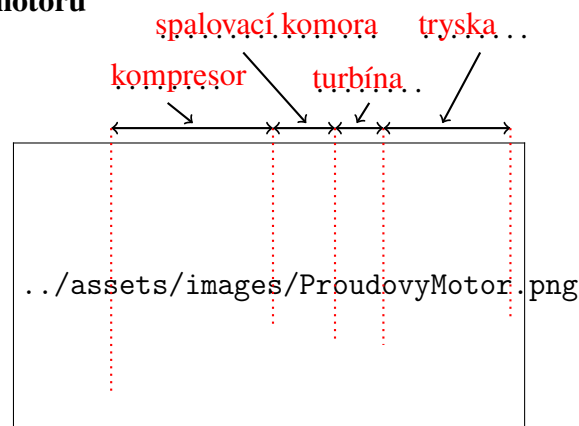 motoru
spalovací komora tryska
kompresor turbína
../assets/images/ProudovyMotor.png